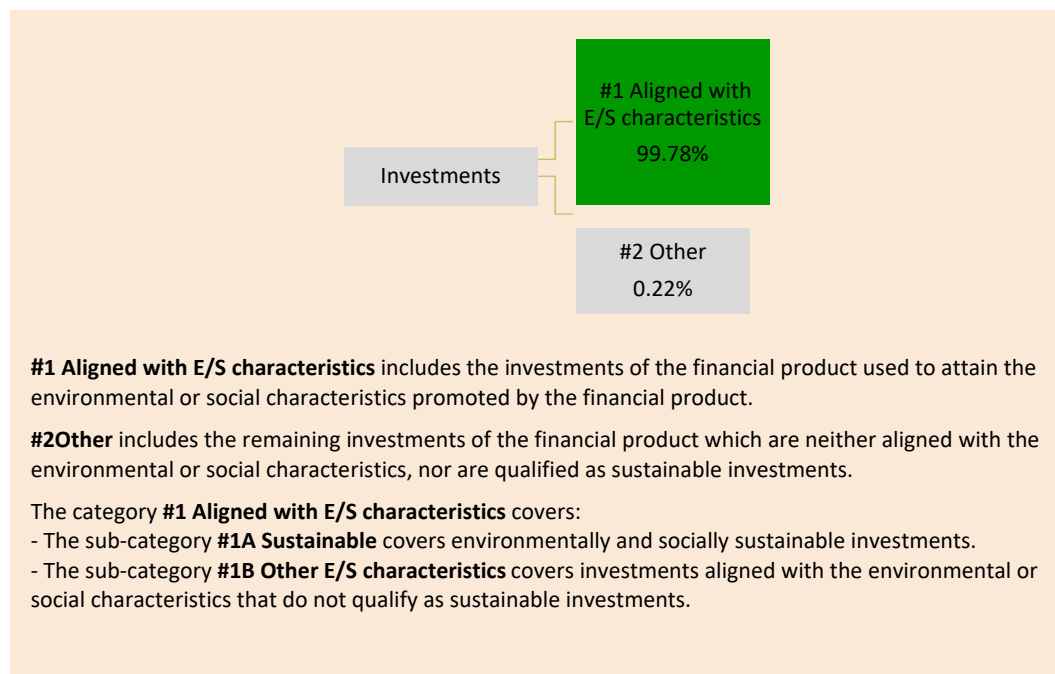 #1 Aligned with
E/S characteristics
99.78%
Investments
#2 Other
0.22%
#1 Aligned with E/S characteristics includes the investments of the financial product used to attain the
environmental or social characteristics promoted by the financial product.
#2Other includes the remaining investments of the financial product which are neither aligned with the
environmental or social characteristics, nor are qualified as sustainable investments.
The category #1 Aligned with E/S characteristics covers:
- The sub-category #1A Sustainable covers environmentally and socially sustainable investments.
- The sub-category #1B Other E/S characteristics covers investments aligned with the environmental or
social characteristics that do not qualify as sustainable investments.